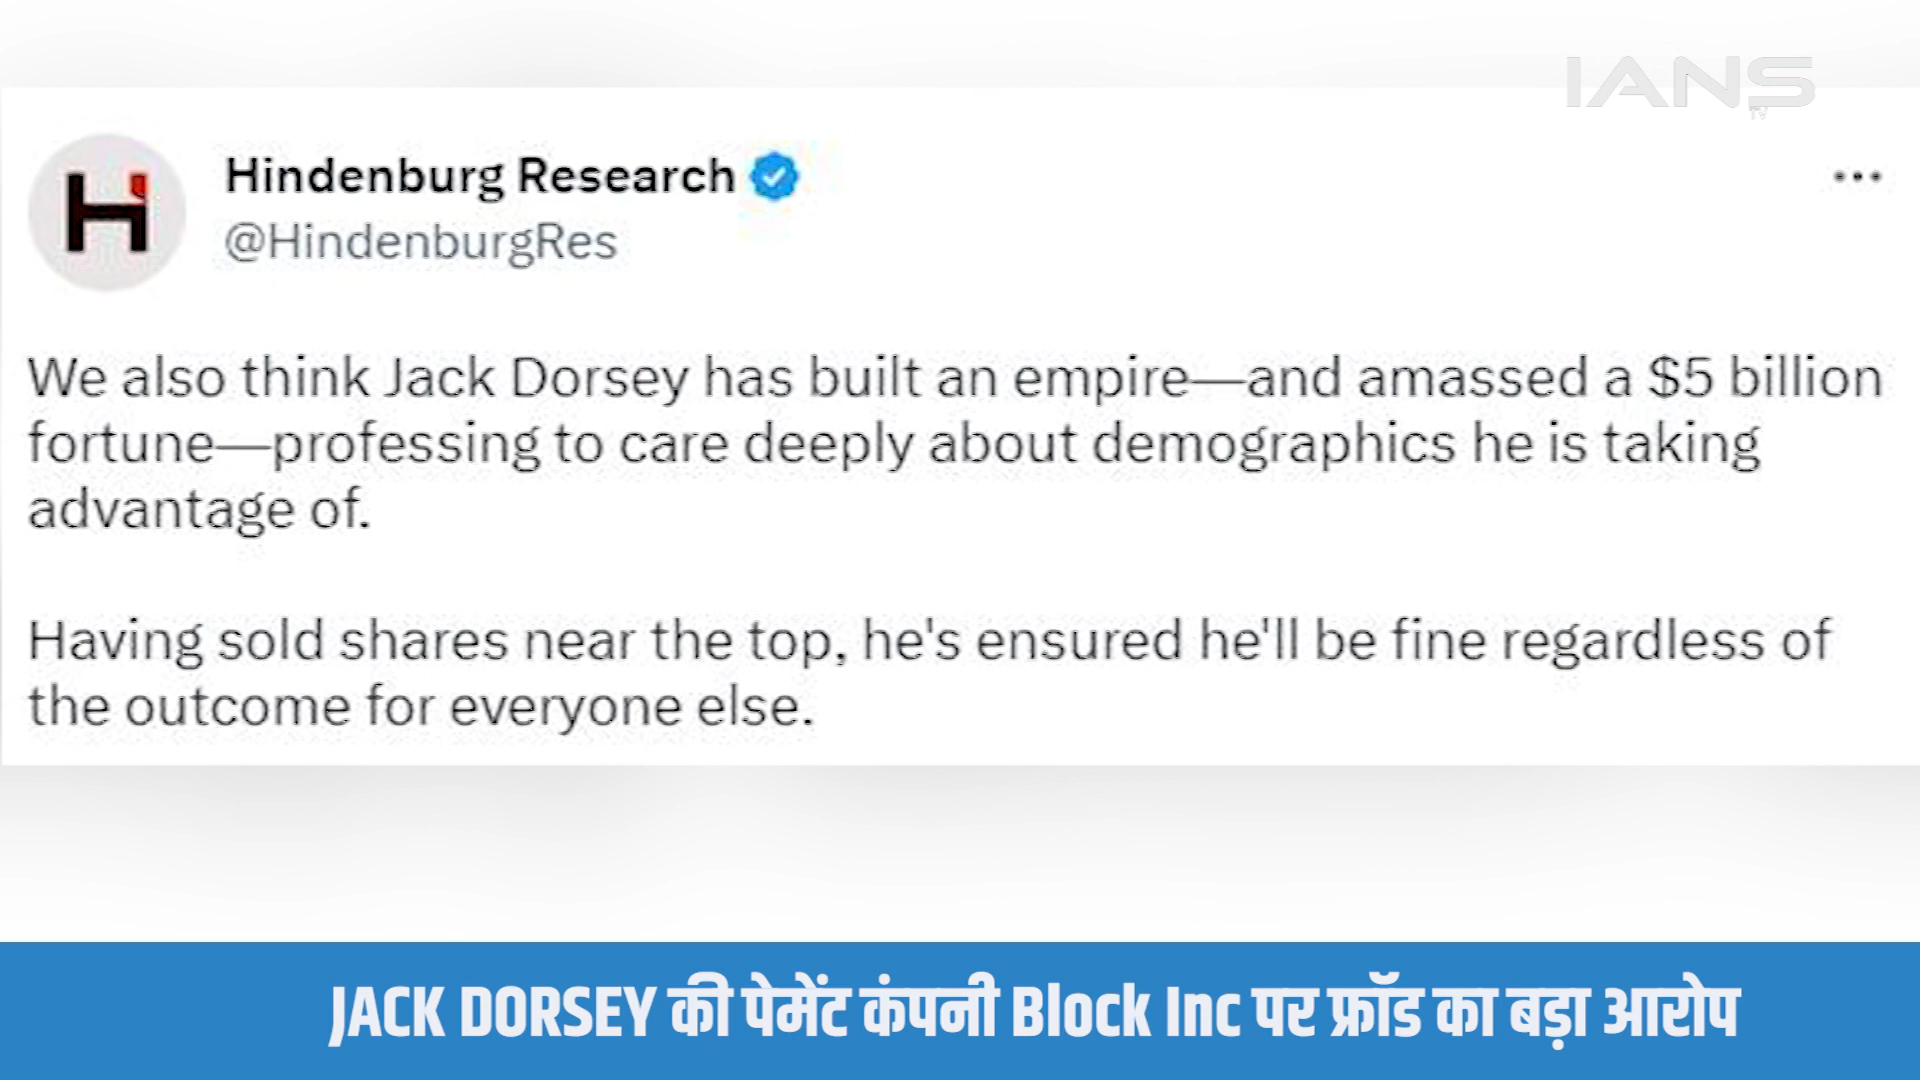 IANS
TV
Hindenburg Research
@HindenburgRes
We also think Jack Dorsey has built an empire—and amassed a $5 billion
fortune—professing to care deeply about demographics he is taking
advantage of.
Having sold shares near the top, he's ensured he'll be fine regardless of
the outcome for everyone else.
JACK DORSEY की पेमेंट कंपनी Block Inc पर फ्रॉड का बड़ा आरोप